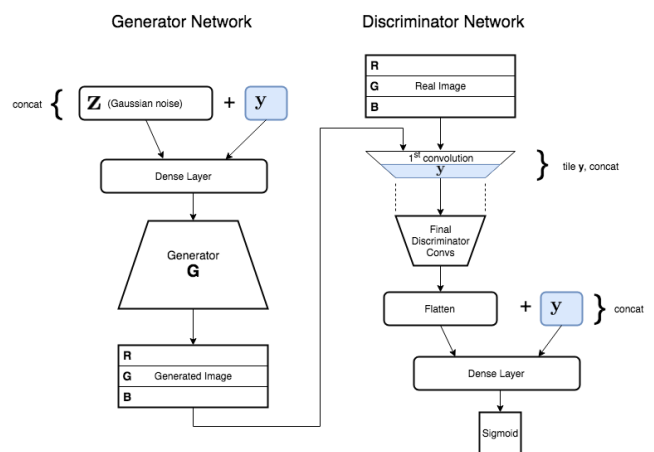 Generator Network
Discriminator Network
concat { z (Gaussian noise) + y
Dense Layer
Generator
G
R
G Generated Image
B
R
G Real Image
B
1st convolution
y
} tile y, concat
Final
Discriminator
Convs
Flatten + y } concat
Dense Layer
Sigmoid